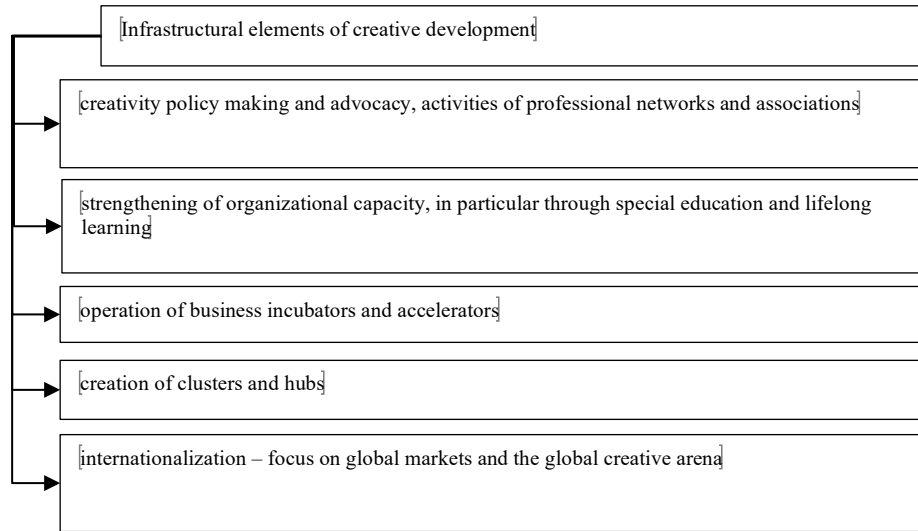 [Infrastructural elements of creative development]
[creativity policy making and advocacy, activities of professional networks and associations]
[strengthening of organizational capacity, in particular through special education and lifelong
learning]
[operation of business incubators and accelerators]
[creation of clusters and hubs]
[internationalization – focus on global markets and the global creative arena]